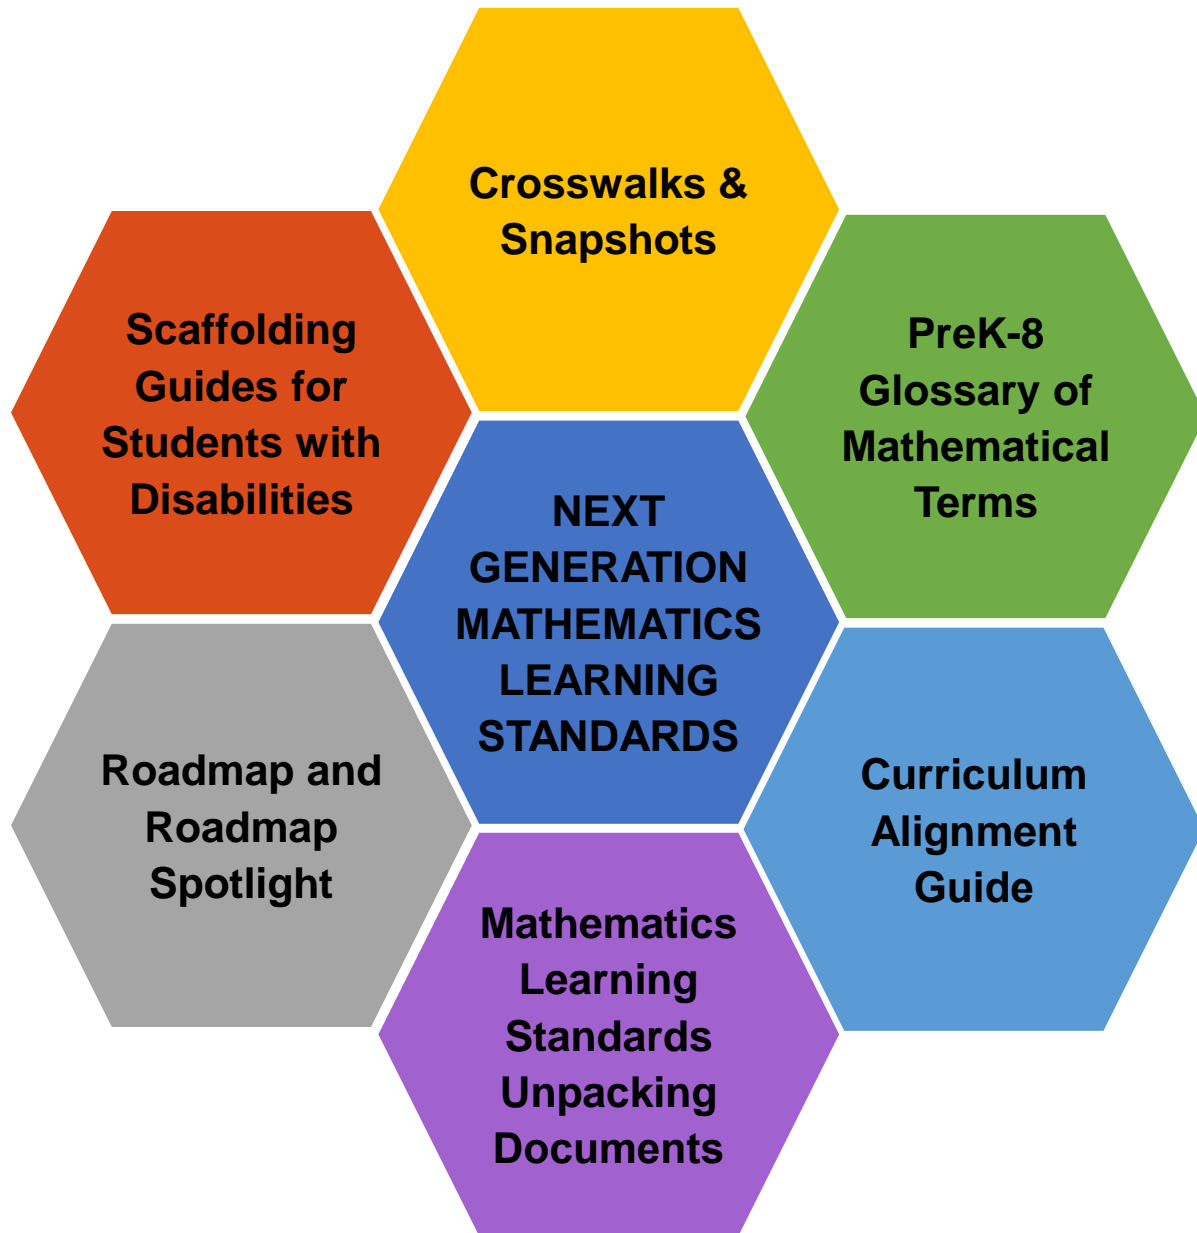 Crosswalks &
Snapshots
Scaffolding
Guides for
Students with
Disabilities
PreK-8
Glossary of
Mathematical
Terms
NEXT
GENERATION
MATHEMATICS
LEARNING
STANDARDS
Roadmap and
Roadmap
Spotlight
Curriculum
Alignment
Guide
Mathematics
Learning
Standards
Unpacking
Documents